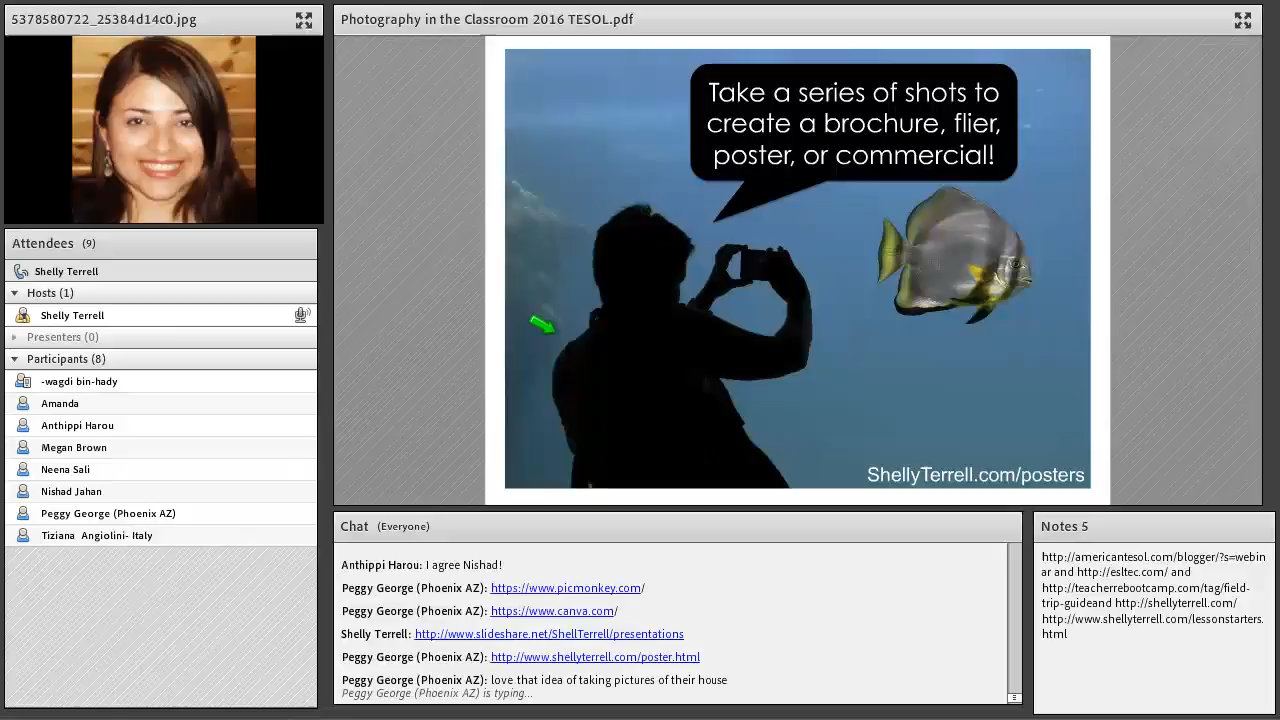 5378580722_25384d14c0.jpg
Attendees (9)
Shelly Terrell
Hosts (1)
Shelly Terrell
Presenters (0)
Participants (8)
-wagdi bin-hady
Amanda
Anthippi Harou
Megan Brown
Neena Sali
Nishad Jahan
Peggy George (Phoenix AZ)
Tiziana Angiolini- Italy
Photography in the Classroom 2016 TESOL.pdf
Take a series of shots to
create a brochure, flier,
poster, or commercial!
ShellyTerrell.com/posters
Chat (Everyone)
Anthippi Harou: I agree Nishad!
Peggy George (Phoenix AZ): https://www.picmonkey.com/
Peggy George (Phoenix AZ): https://www.canva.com/
Shelly Terrell: http://www.slideshare.net/ShellTerrell/presentations
Peggy George (Phoenix AZ): http://www.shellyterrell.com/poster.html
Peggy George (Phoenix AZ): love that idea of taking pictures of their house
Peggy George (Phoenix AZ) is typing...
Notes 5
http://americantesol.com/blogger/?s=webin
ar and http://esltec.com/ and
http://teacherrebootcamp.com/tag/field-
trip-guideand http://shellyterrell.com/
http://www.shellyterrell.com/lessonstarters.
html